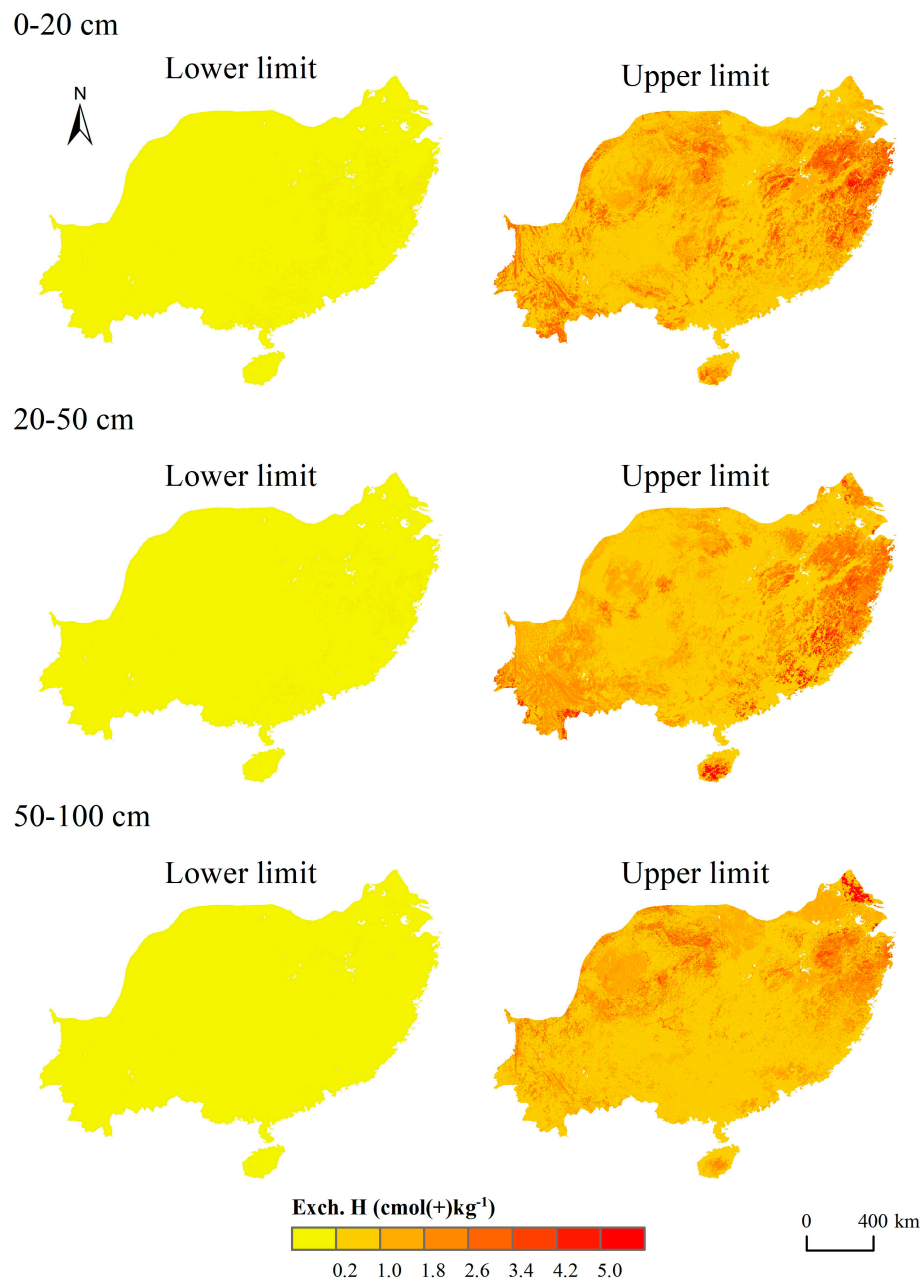 0-20 cm
Lower limit
Upper limit
N
20-50 cm
Lower limit
Upper limit
50-100 cm
Lower limit
Upper limit
Exch. H (cmol(+)kg⁻¹)
0.2 1.0 1.8 2.6 3.4 4.2 5.0
0 400 km